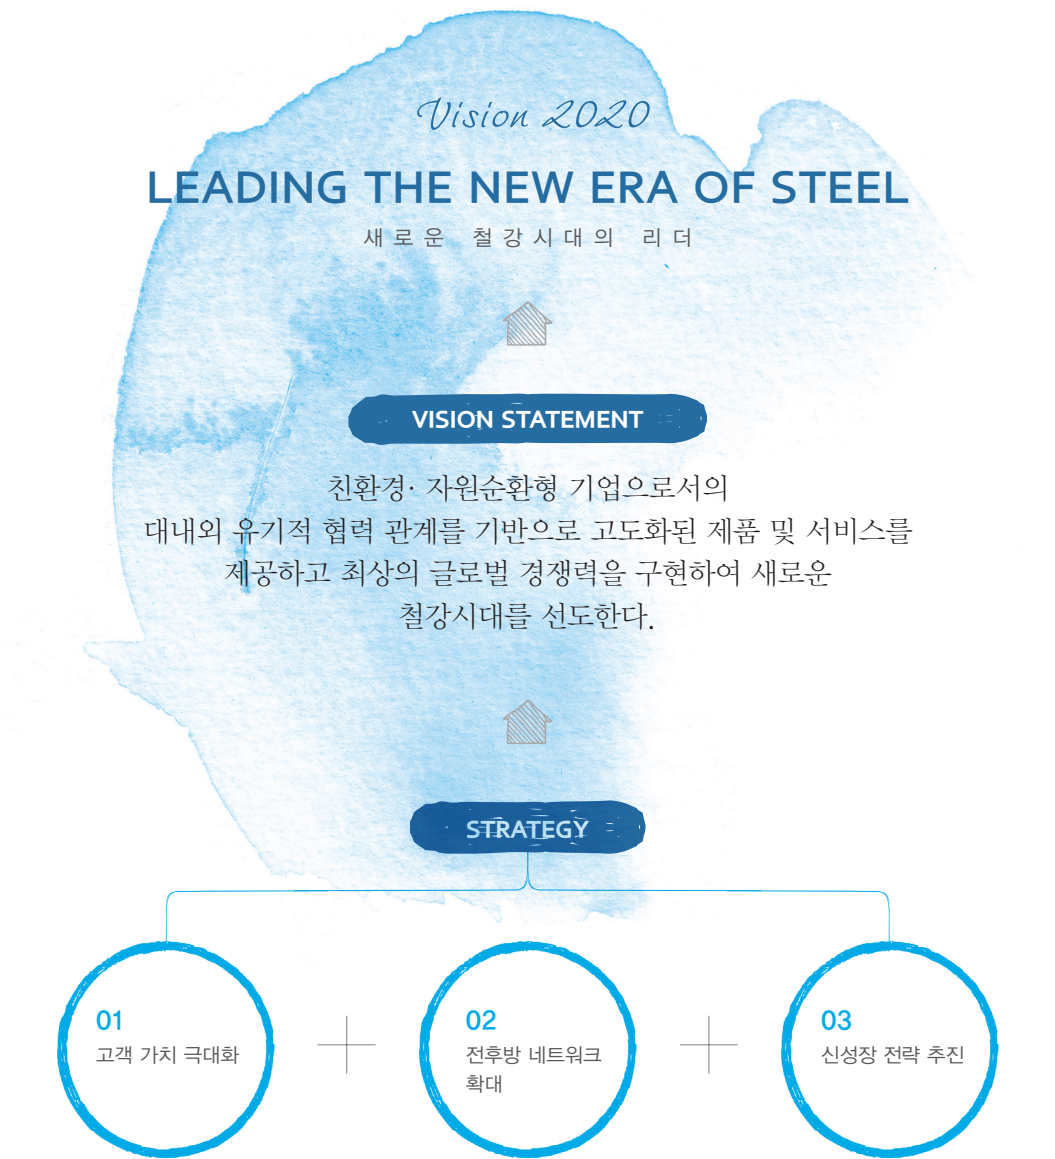 Vision 2020
LEADING THE NEW ERA OF STEEL
새로운 철강시대의 리더
VISION STATEMENT
친환경· 자원순환형 기업으로서의
대내외 유기적 협력 관계를 기반으로 고도화된 제품 및 서비스를
제공하고 최상의 글로벌 경쟁력을 구현하여 새로운
철강시대를 선도한다.
STRATEGY
01
고객 가치 극대화
02
전후방 네트워크
확대
03
신성장 전략 추진